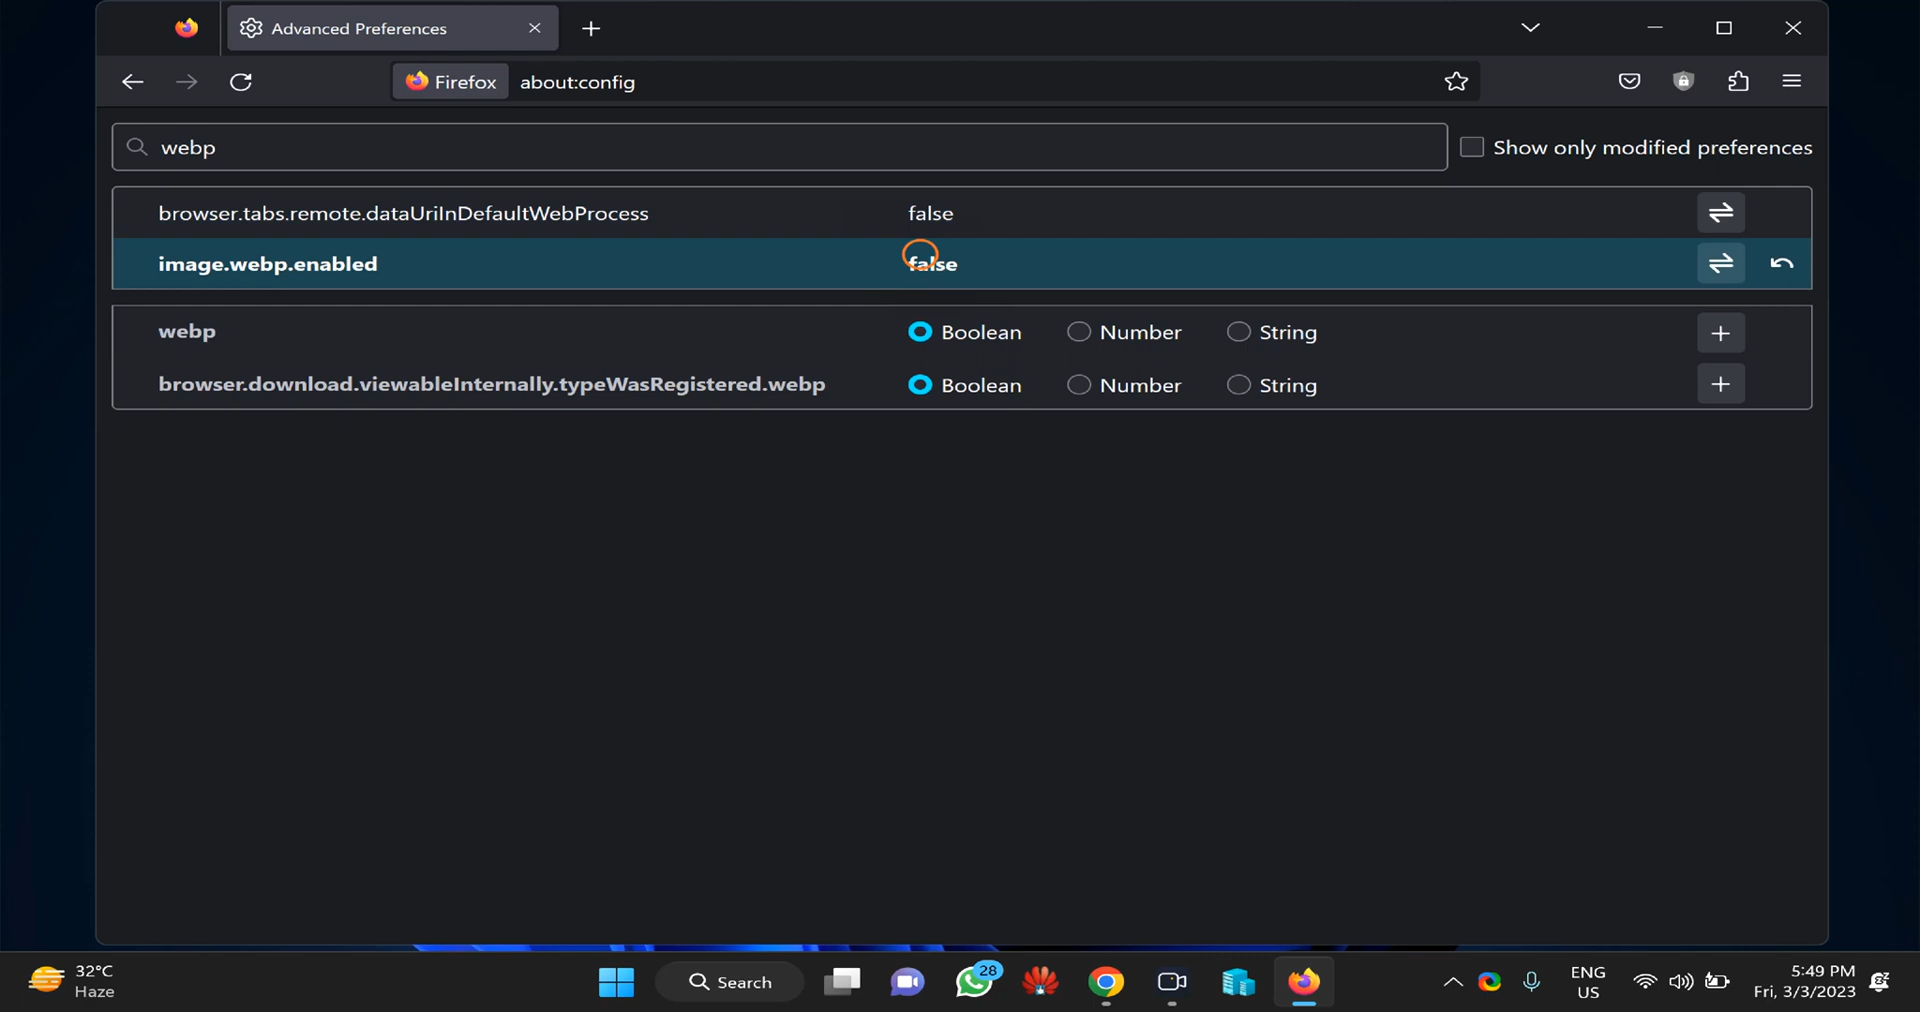 Advanced Preferences
Firefox about:config
webp Show only modified preferences
browser.tabs.remote.dataUriInDefaultWebProcess false
image.webp.enabled false
webp Boolean Number String
browser.download.viewableInternally.typeWasRegistered.webp Boolean Number String
32°C
Haze
Search
28
ENG
US
5:49 PM
Fri, 3/3/2023